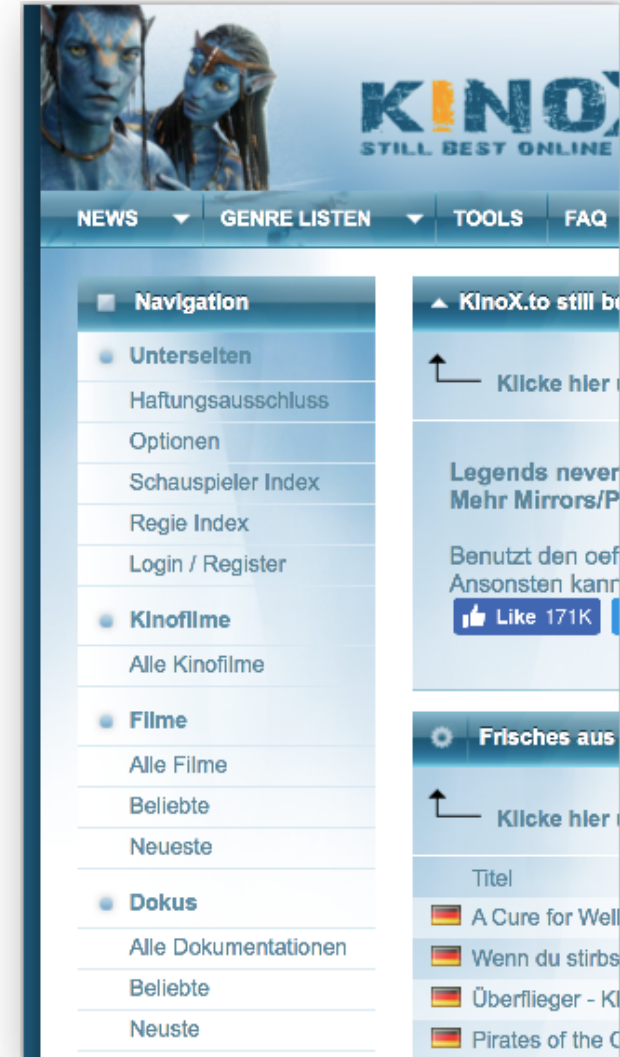 KINOX
STILL BEST ONLINE
NEWS GENRE LISTEN TOOLS FAQ
Navigation
Unterseiten
Haftungsausschluss
Optionen
Schauspieler Index
Regie Index
Login / Register
Kinofilme
Alle Kinofilme
Filme
Alle Filme
Beliebte
Neueste
Dokus
Alle Dokumentationen
Beliebte
Neuste
KinoX.to still be
Klicke hier
Legends never
Mehr Mirrors/P
Benutzt den oef
Ansonsten kann
Like 171K
Frisches aus
Klicke hier
Titel
A Cure for Well
Wenn du stirbs
Überflieger - Kl
Pirates of the C